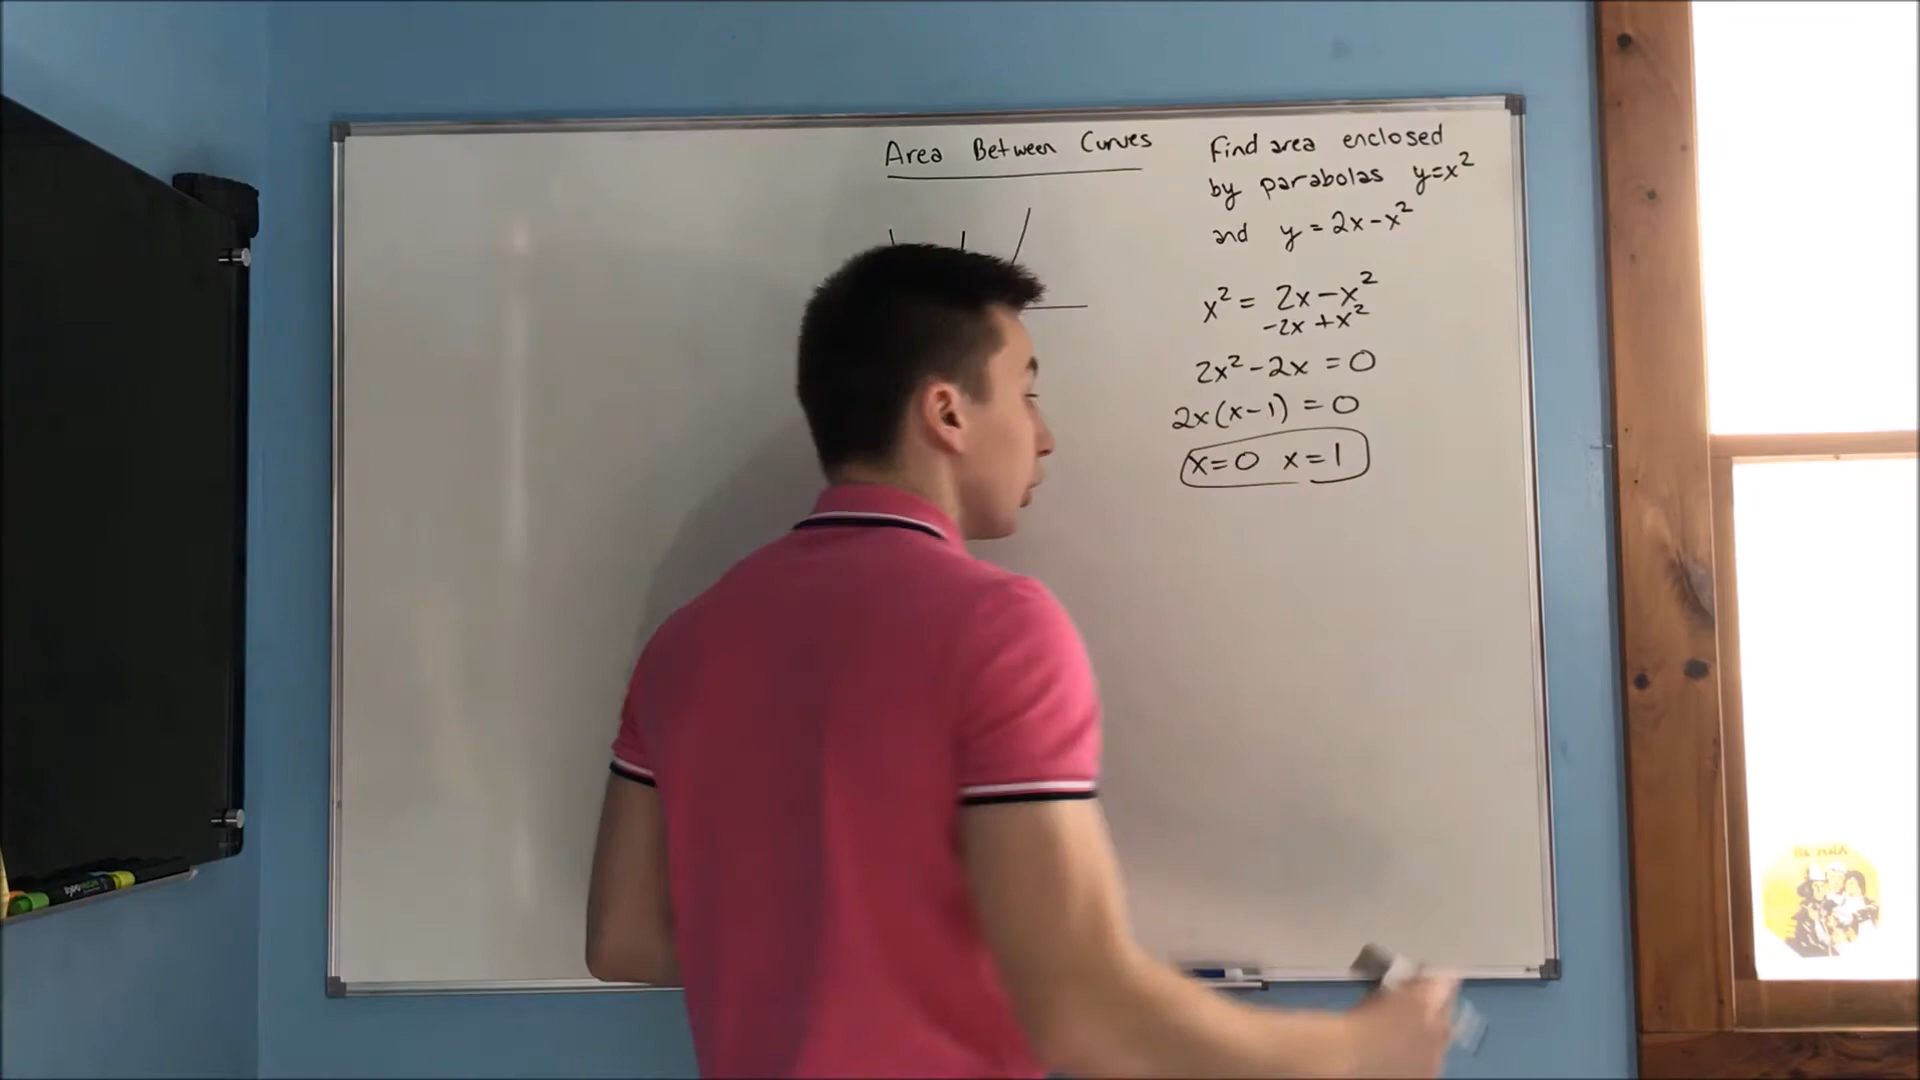 Area Between Curves
Find area enclosed
by parabolas y=x²
and y = 2x-x²
x² = 2x-x²
-2x +x²
2x²-2x = 0
2x(x-1) = 0
x=0 x=1